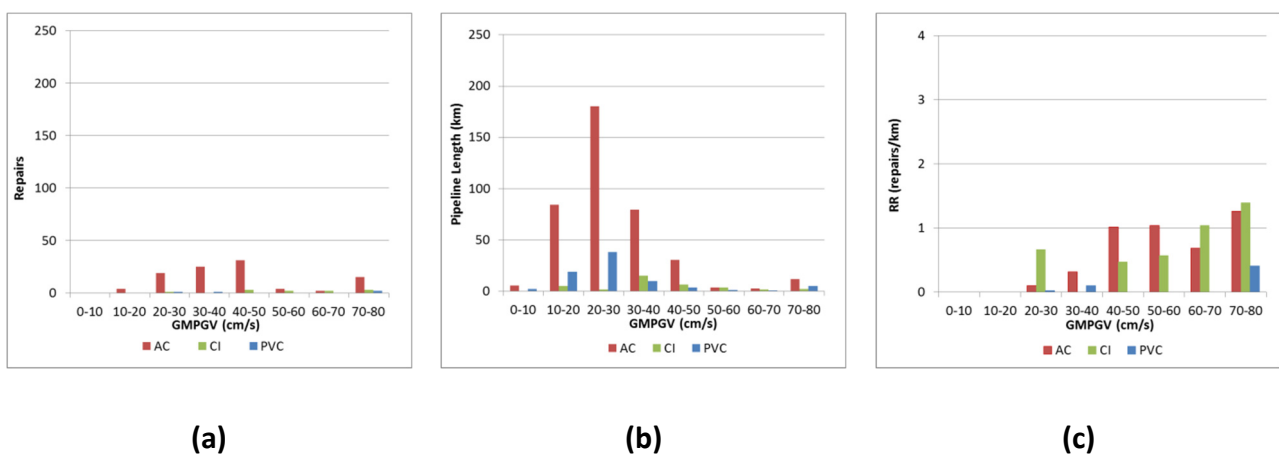 250
200
150
100
50
0
Repairs
0-10 10-20 20-30 30-40 40-50 50-60 60-70 70-80
GMPGV (cm/s)
AC CI PVC
(a)
250
200
150
100
50
0
Pipeline Length (km)
0-10 10-20 20-30 30-40 40-50 50-60 60-70 70-80
GMPGV (cm/s)
AC CI PVC
(b)
4
3
2
1
0
RR (repairs/km)
0-10 10-20 20-30 30-40 40-50 50-60 60-70 70-80
GMPGV (cm/s)
AC CI PVC
(c)